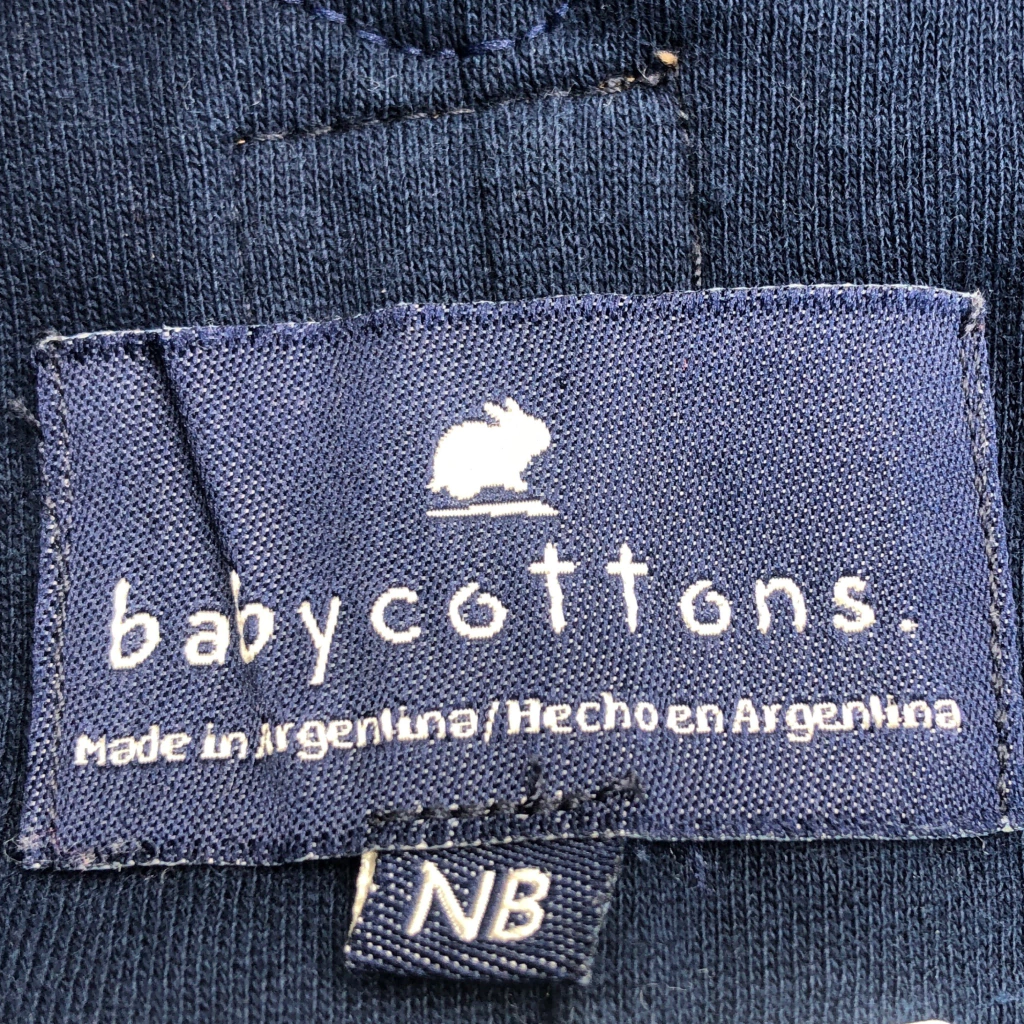 babycottons.
Made in Argentina/Hecho en Argentina
NB